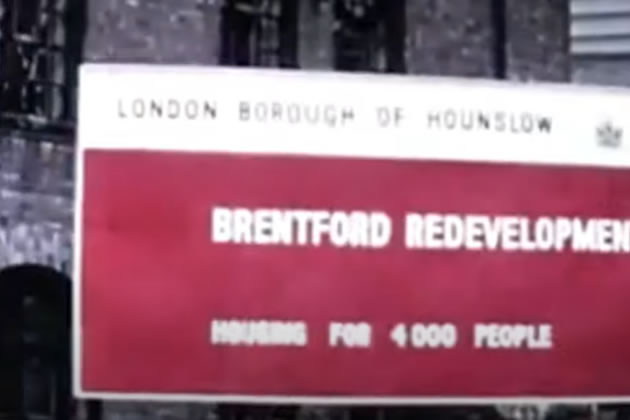 LONDON BOROUGH OF HOUNSLOW
BRENTFORD REDEVELOPMEN
HOUSING FOR 4000 PEOPLE